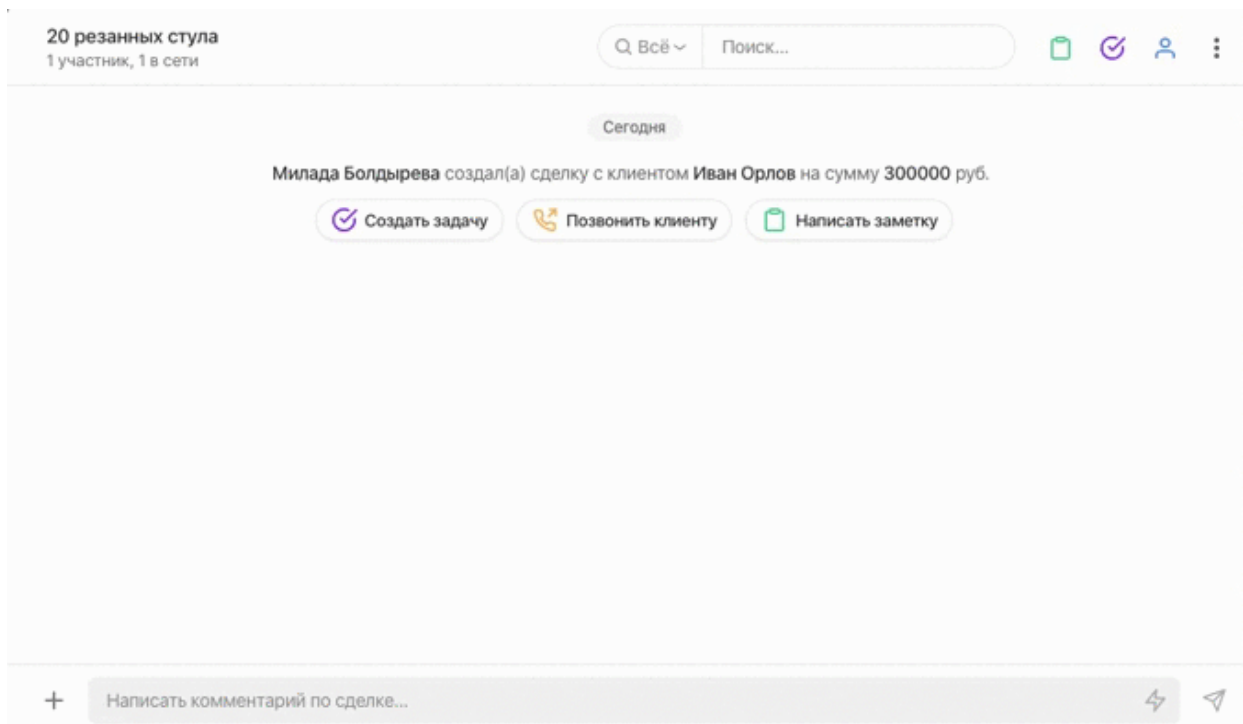 20 резанных стула
1 участник, 1 в сети
Всё
Поиск...
Сегодня
Милада Болдырева создал(а) сделку с клиентом Иван Орлов на сумму 300000 руб.
Создать задачу
Позвонить клиенту
Написать заметку
Написать комментарий по сделке...